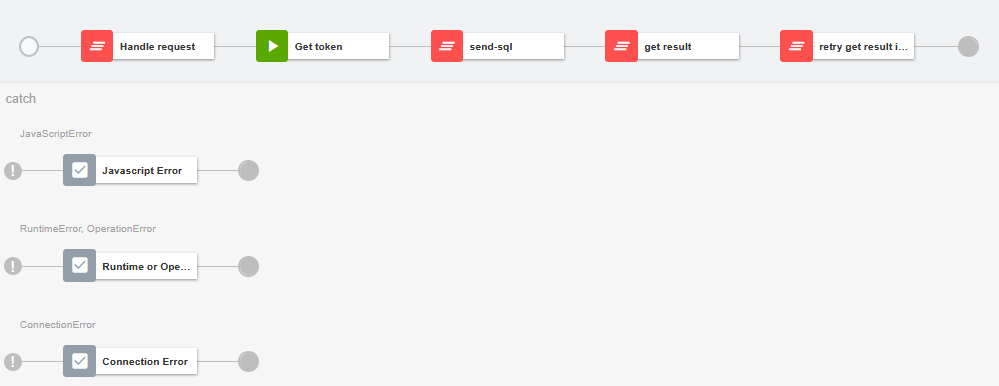 Handle request
Get token
send-sql
get result
retry get result i...
catch
JavaScriptError
!
Javascript Error
RuntimeError, OperationError
!
Runtime or Ope...
ConnectionError
!
Connection Error